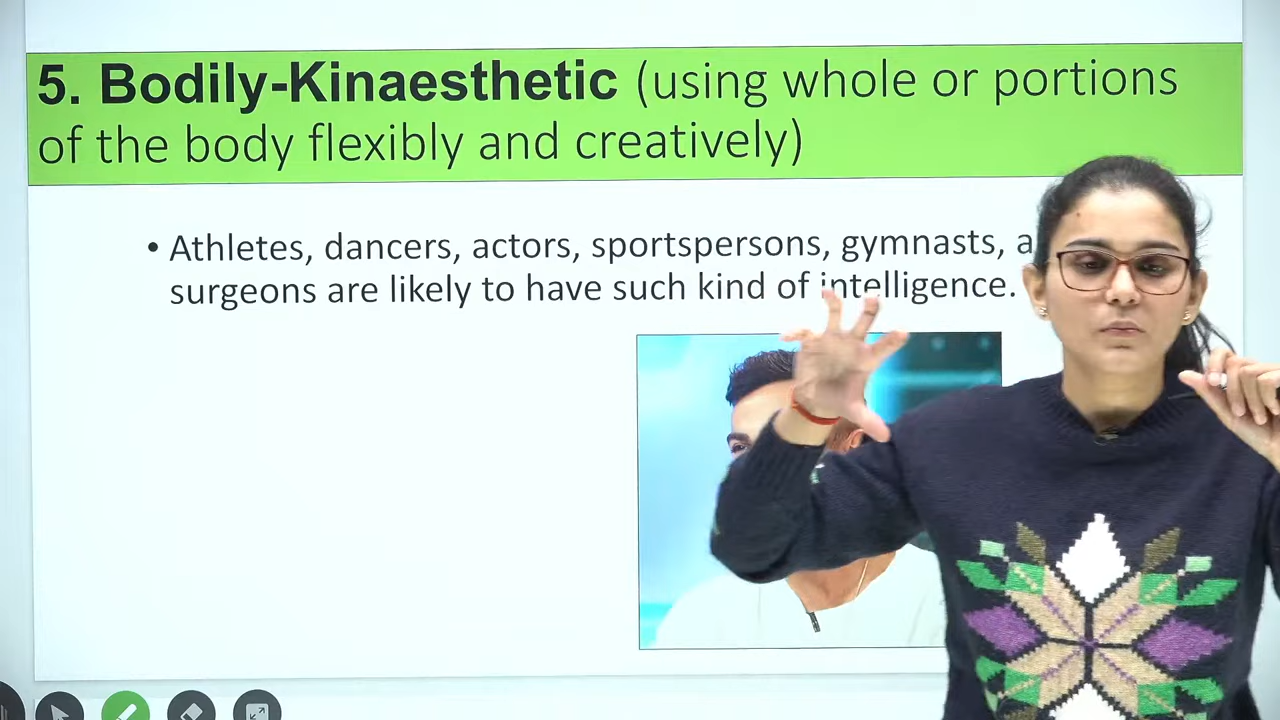 5. Bodily-Kinaesthetic (using whole or portions
of the body flexibly and creatively)
• Athletes, dancers, actors, sportspersons, gymnasts,
surgeons are likely to have such kind of intelligence.